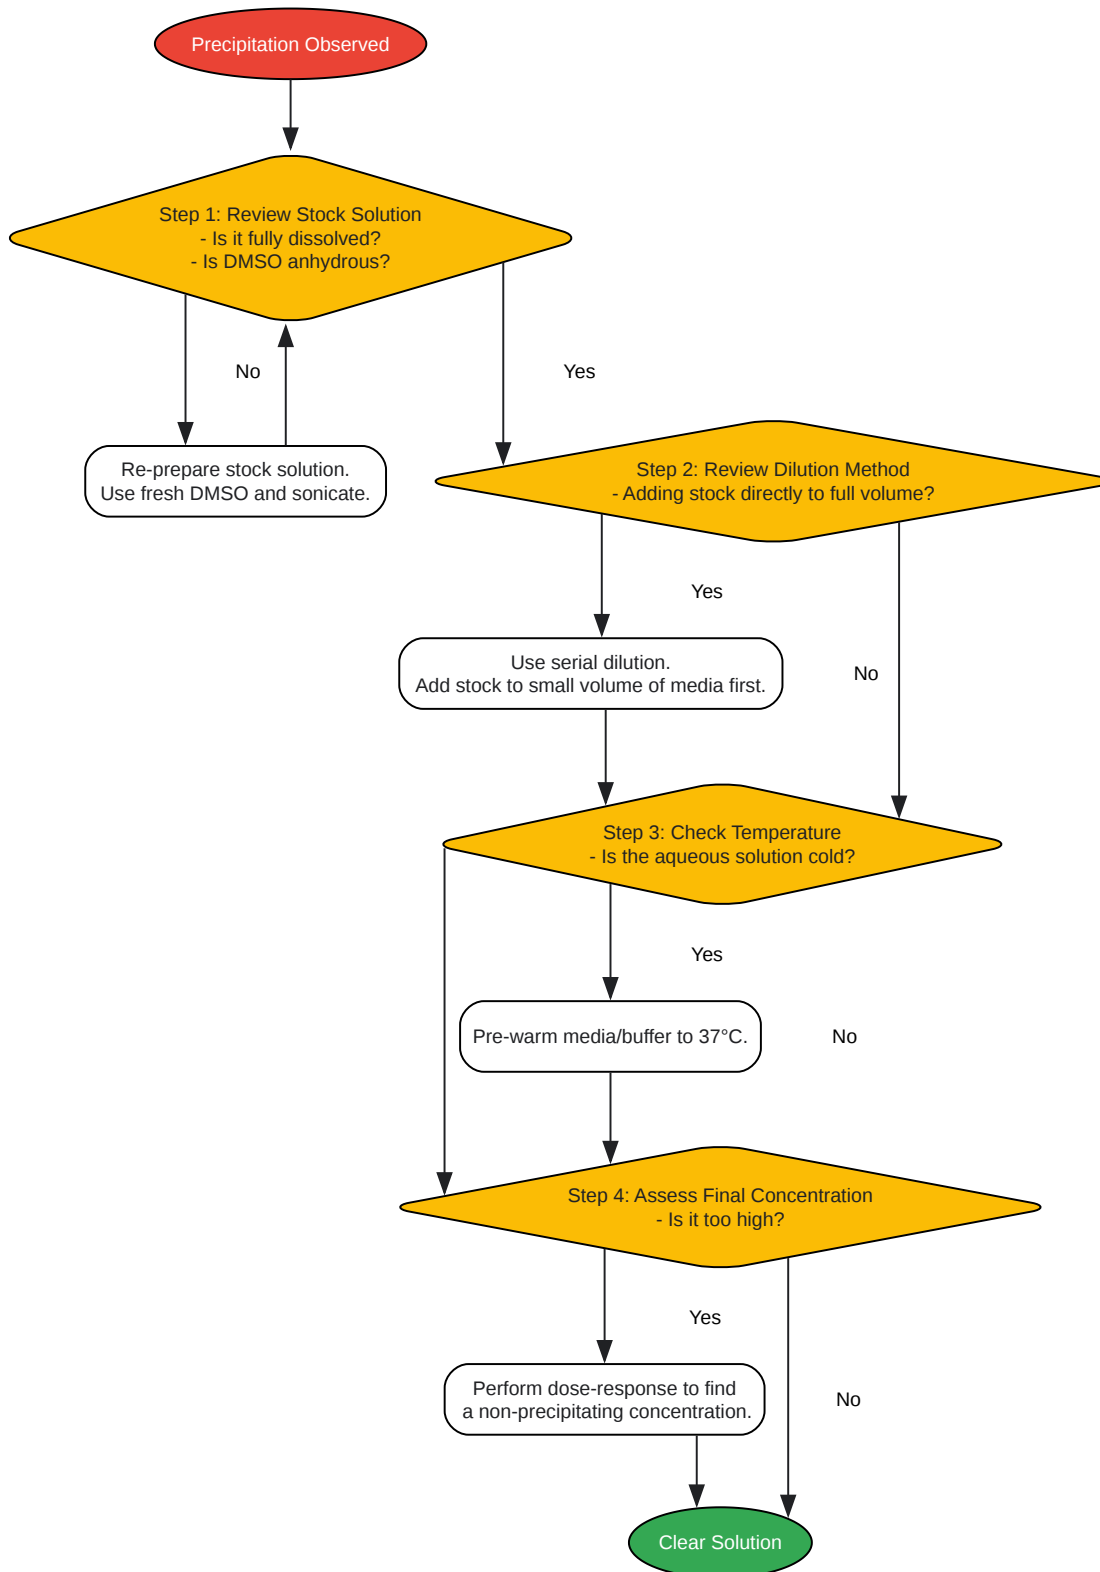 Precipitation Observed
Step 1: Review Stock Solution
- Is it fully dissolved?
- Is DMSO anhydrous?
No
Yes
Re-prepare stock solution.
Use fresh DMSO and sonicate.
Step 2: Review Dilution Method
- Adding stock directly to full volume?
Yes
Use serial dilution.
Add stock to small volume of media first.
No
Step 3: Check Temperature
- Is the aqueous solution cold?
Yes
Pre-warm media/buffer to 37°C.
No
Step 4: Assess Final Concentration
- Is it too high?
Yes
Perform dose-response to find
a non-precipitating concentration.
No
Clear Solution